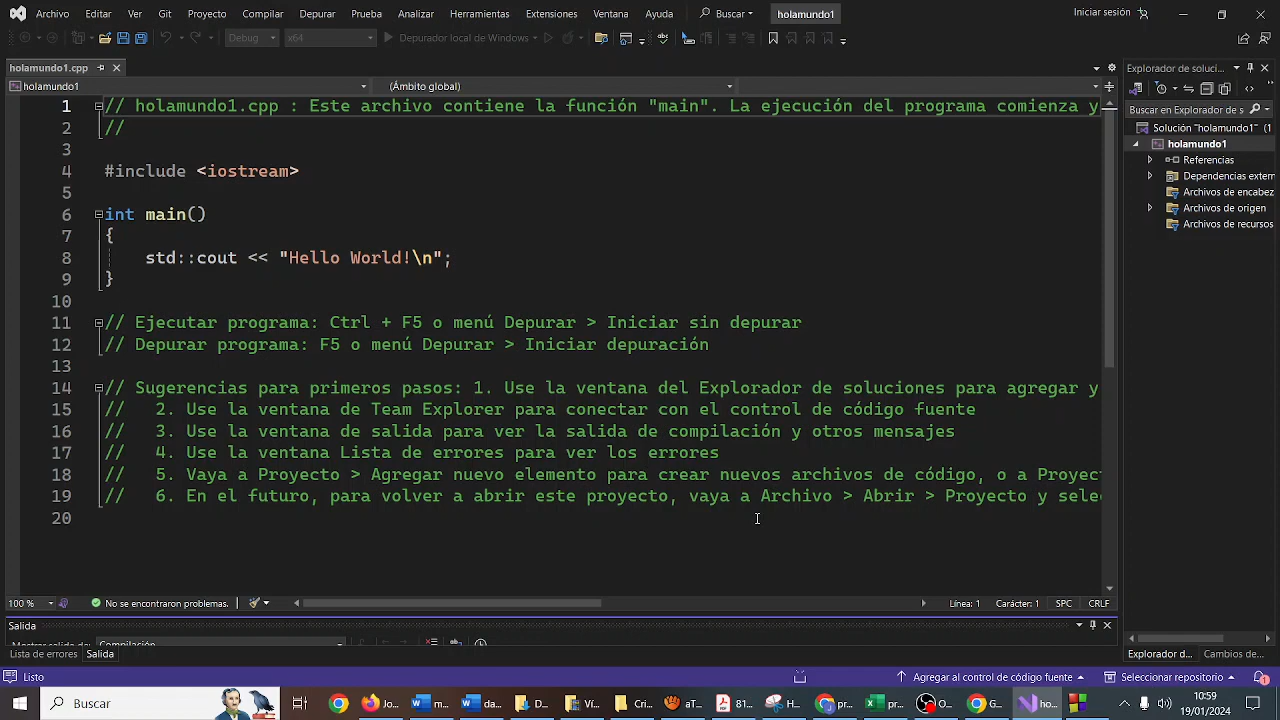 Archivo Editar Ver Git Proyecto Compilar Depurar Prueba Analizar Herramientas Extensiones Ventana Ayuda Buscar holamundo1 Iniciar sesión
Debug x64 Depurador local de Windows
holamundo1.cpp
Explorador de soluci...
holamundo1 (Ámbito global)
Buscar en Explorador de s
Solución "holamundo1"
holamundo1
Referencias
Dependencias extern
Archivos de encabez
Archivos de origen
Archivos de recursos
1 // holamundo1.cpp : Este archivo contiene la función "main". La ejecución del programa comienza y
2 //
3
4 #include <iostream>
5
6 int main()
7 {
8 std::cout << "Hello World!\n";
9 }
10
11 // Ejecutar programa: Ctrl + F5 o menú Depurar > Iniciar sin depurar
12 // Depurar programa: F5 o menú Depurar > Iniciar depuración
13
14 // Sugerencias para primeros pasos: 1. Use la ventana del Explorador de soluciones para agregar y
15 // 2. Use la ventana de Team Explorer para conectar con el control de código fuente
16 // 3. Use la ventana de salida para ver la salida de compilación y otros mensajes
17 // 4. Use la ventana Lista de errores para ver los errores
18 // 5. Vaya a Proyecto > Agregar nuevo elemento para crear nuevos archivos de código, o a Proyect
19 // 6. En el futuro, para volver a abrir este proyecto, vaya a Archivo > Abrir > Proyecto y sele
20
100 % No se encontraron problemas. Línea: 1 Carácter: 1 SPC CRLF
Salida
Lista de errores Salida
Explorador d... Cambios de...
Listo Agregar al control de código fuente Seleccionar repositorio 1
Buscar Jo W da D Vi Cri aT 81 H pr pr O G ho
10:59
19/01/2024